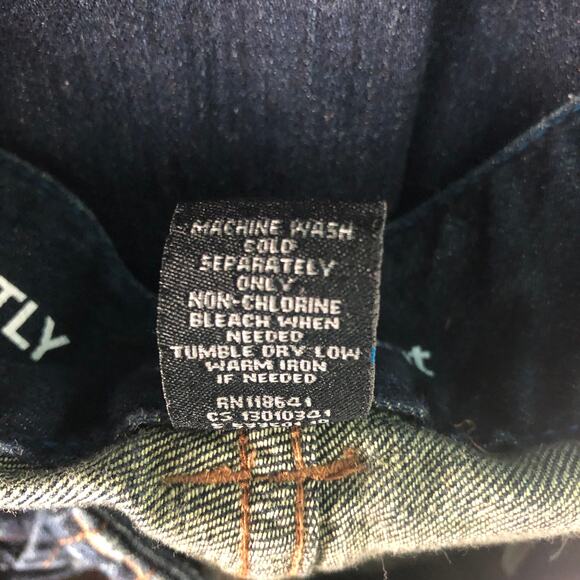 MACHINE WASH
COLD
SEPARATELY
ONLY
NON-CHLORINE
BLEACH WHEN
NEEDED
TUMBLE DRY LOW
WARM IRON
IF NEEDED
RN118641
CS 13010341
TLY